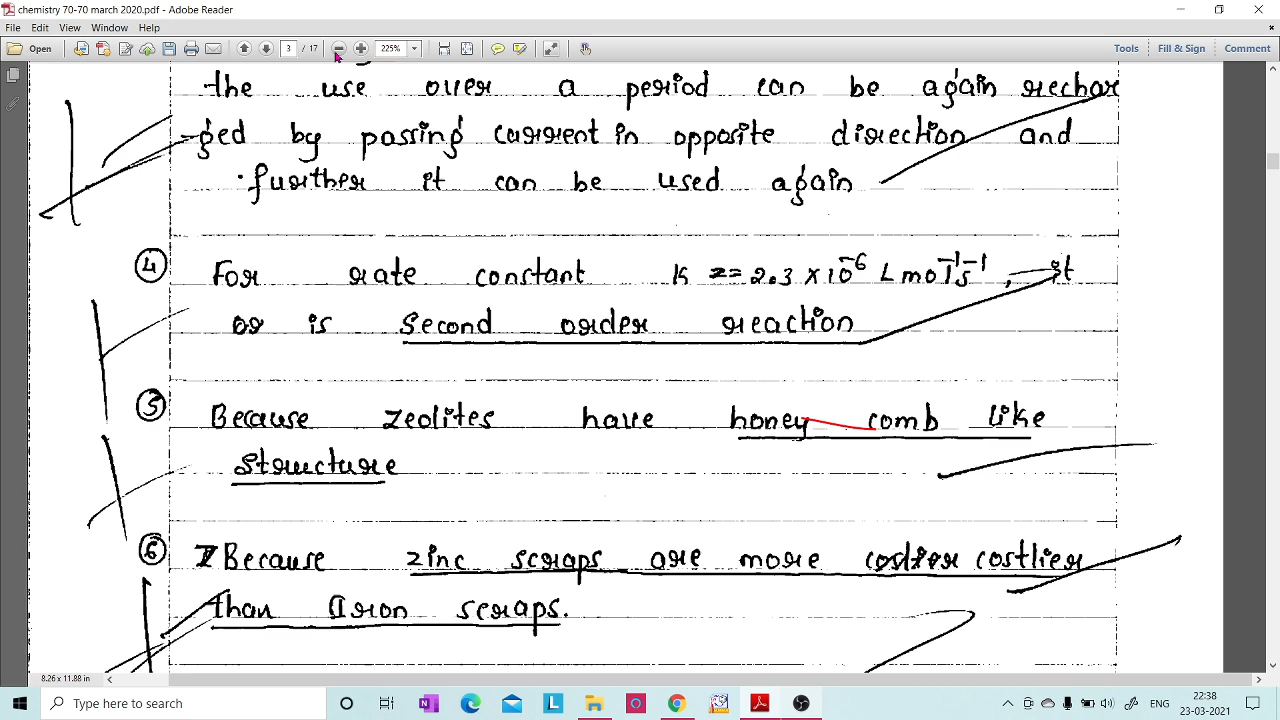 chemistry 70-70 march 2020.pdf - Adobe Reader
File Edit View Window Help
Open 3 / 17 225% Tools Fill & Sign Comment
the use over a period can be again rechar
-ged by passing current in opposite direction and
further it can be used again
4 For rate constant K = 2.3 × 10⁻⁶ L mol⁻¹ s⁻¹, it
or is second order reaction
5 Because zeolites have honey comb like
structure
6 Because zinc scraps are more costlier costlier
than iron scraps.
8.26 x 11.88 in
Type here to search
ENG
22:38
23-03-2021